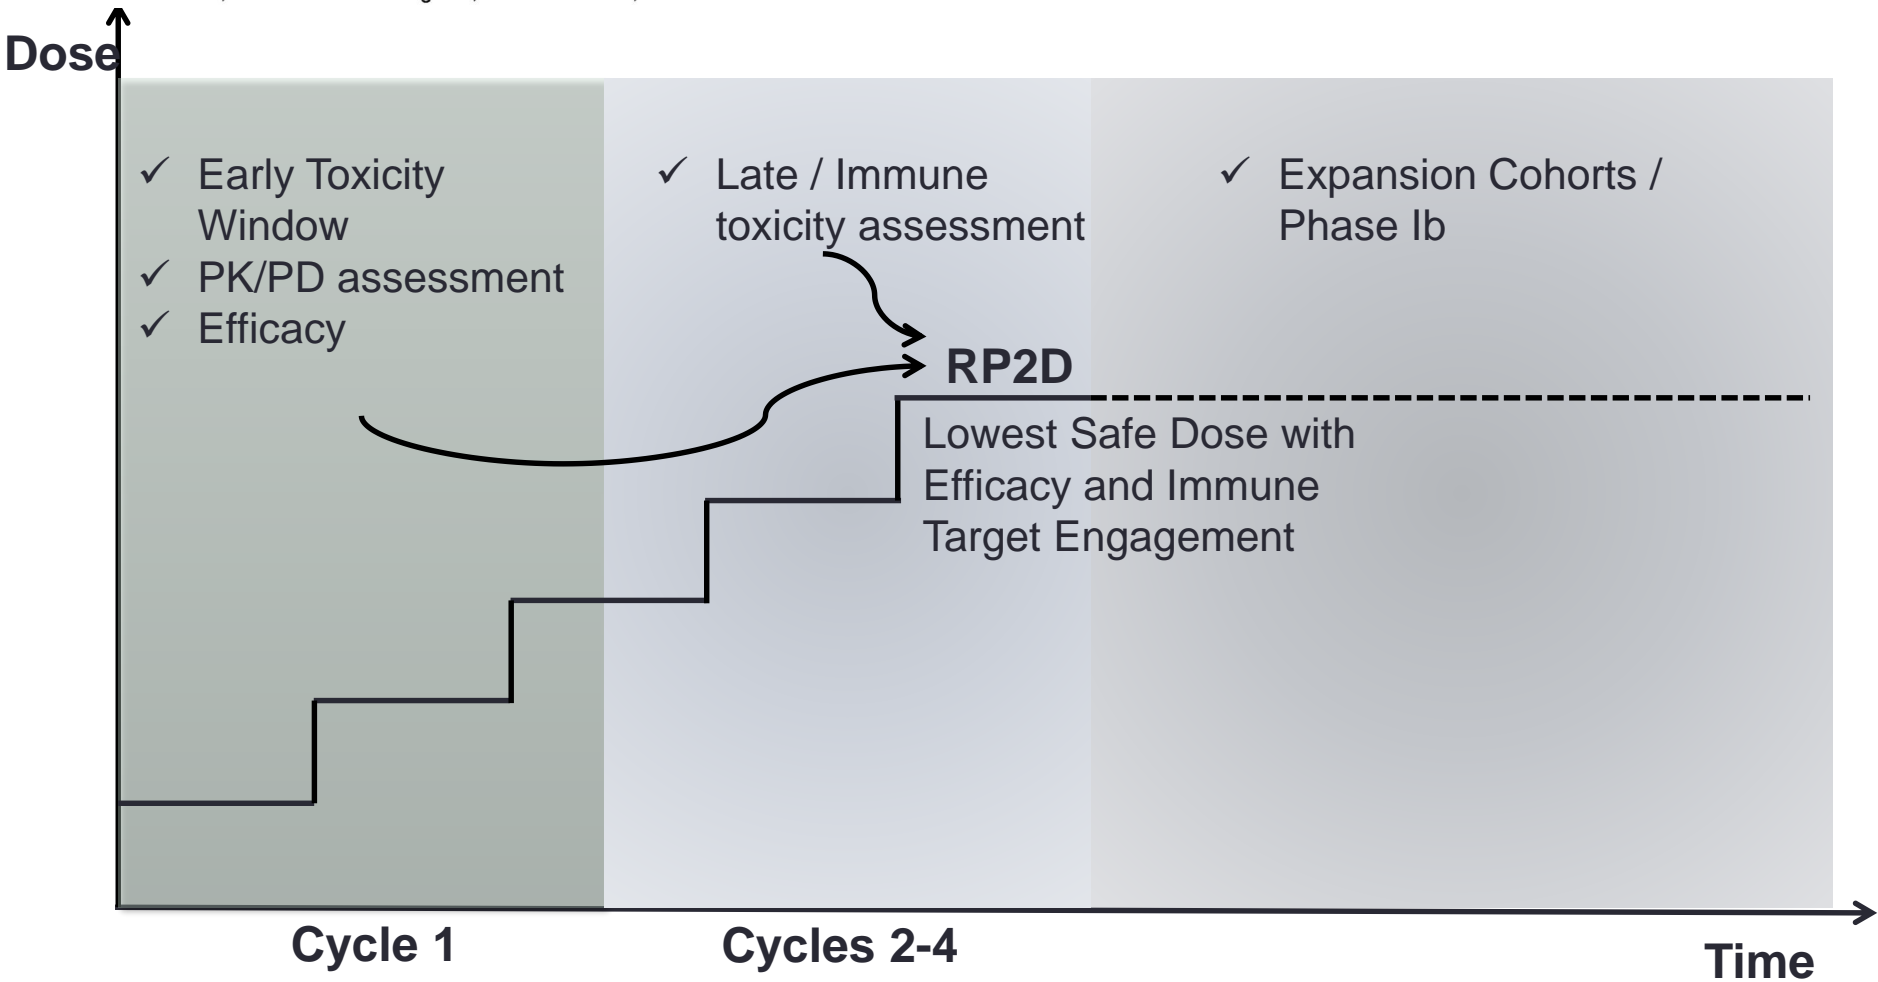 Dose
✓ Early Toxicity
Window
✓ PK/PD assessment
✓ Efficacy
✓ Late / Immune
toxicity assessment
✓ Expansion Cohorts /
Phase Ib
RP2D
Lowest Safe Dose with
Efficacy and Immune
Target Engagement
Cycle 1
Cycles 2-4
Time